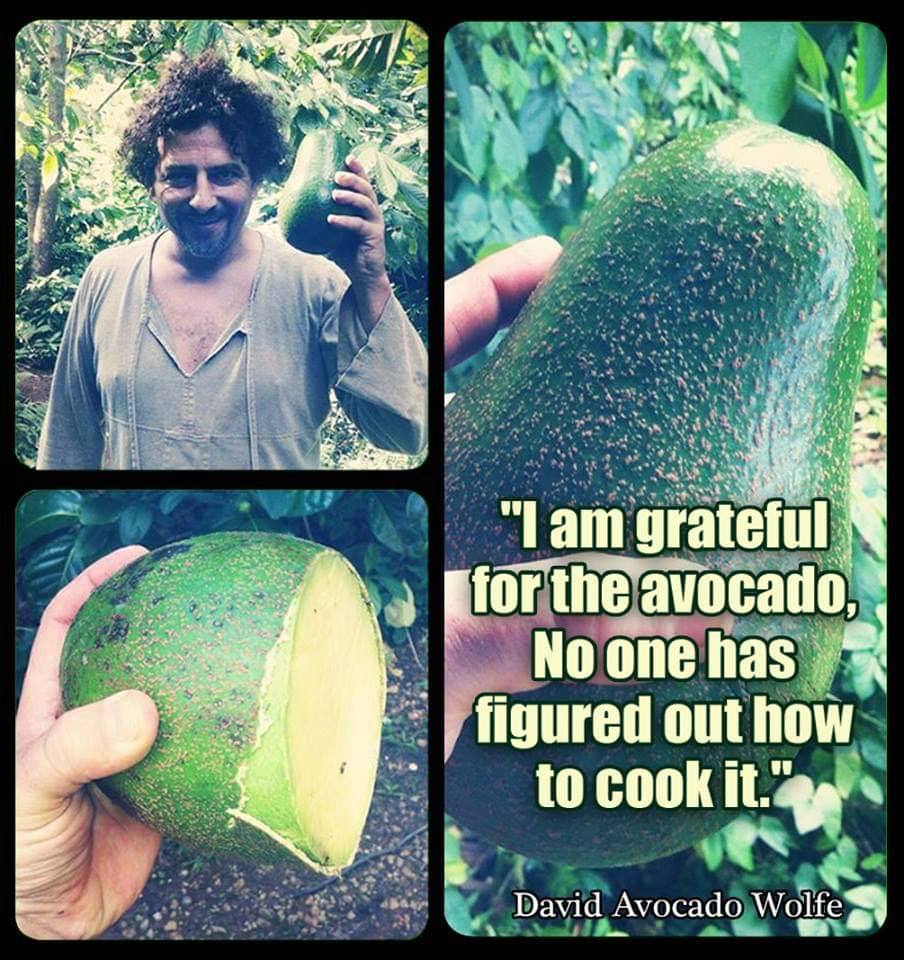 "I am grateful
for the avocado,
No one has
figured out how
to cook it."
David Avocado Wolfe